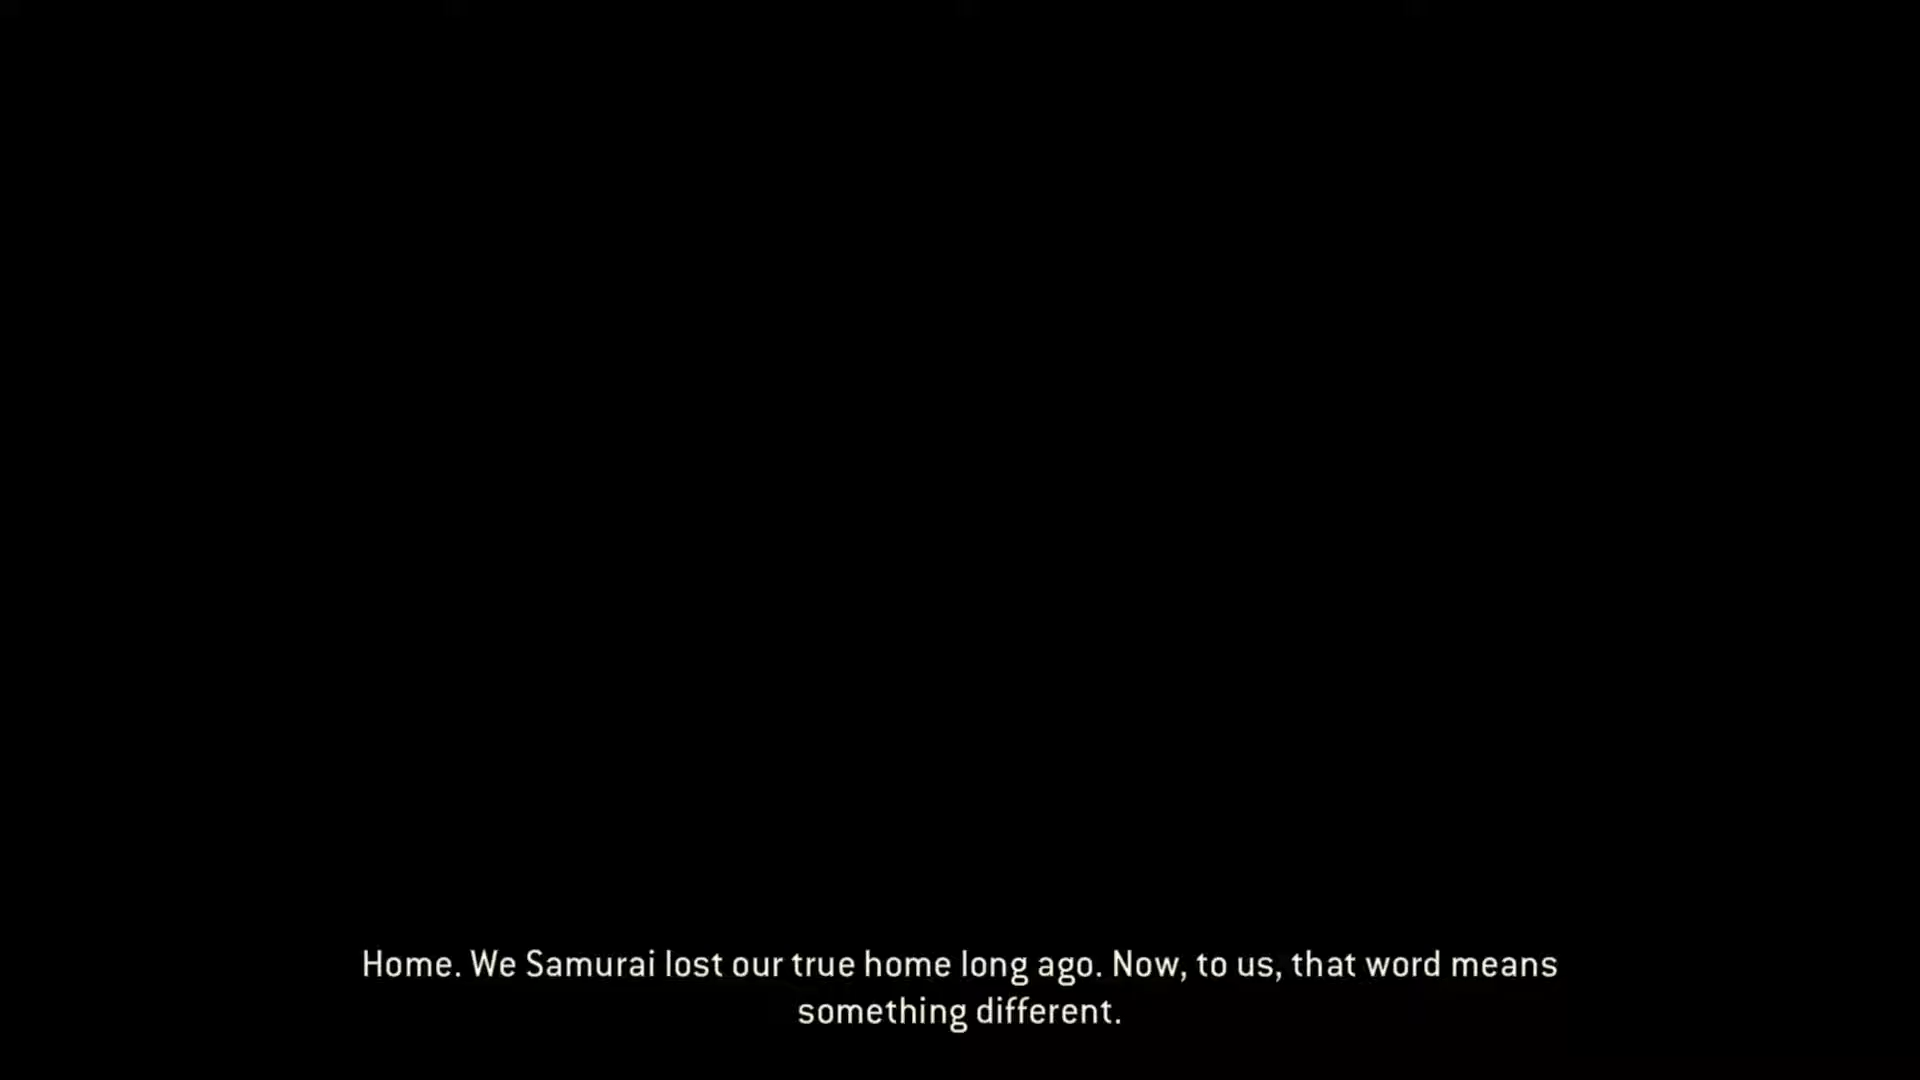 Home. We Samurai lost our true home long ago. Now, to us, that word means
something different.